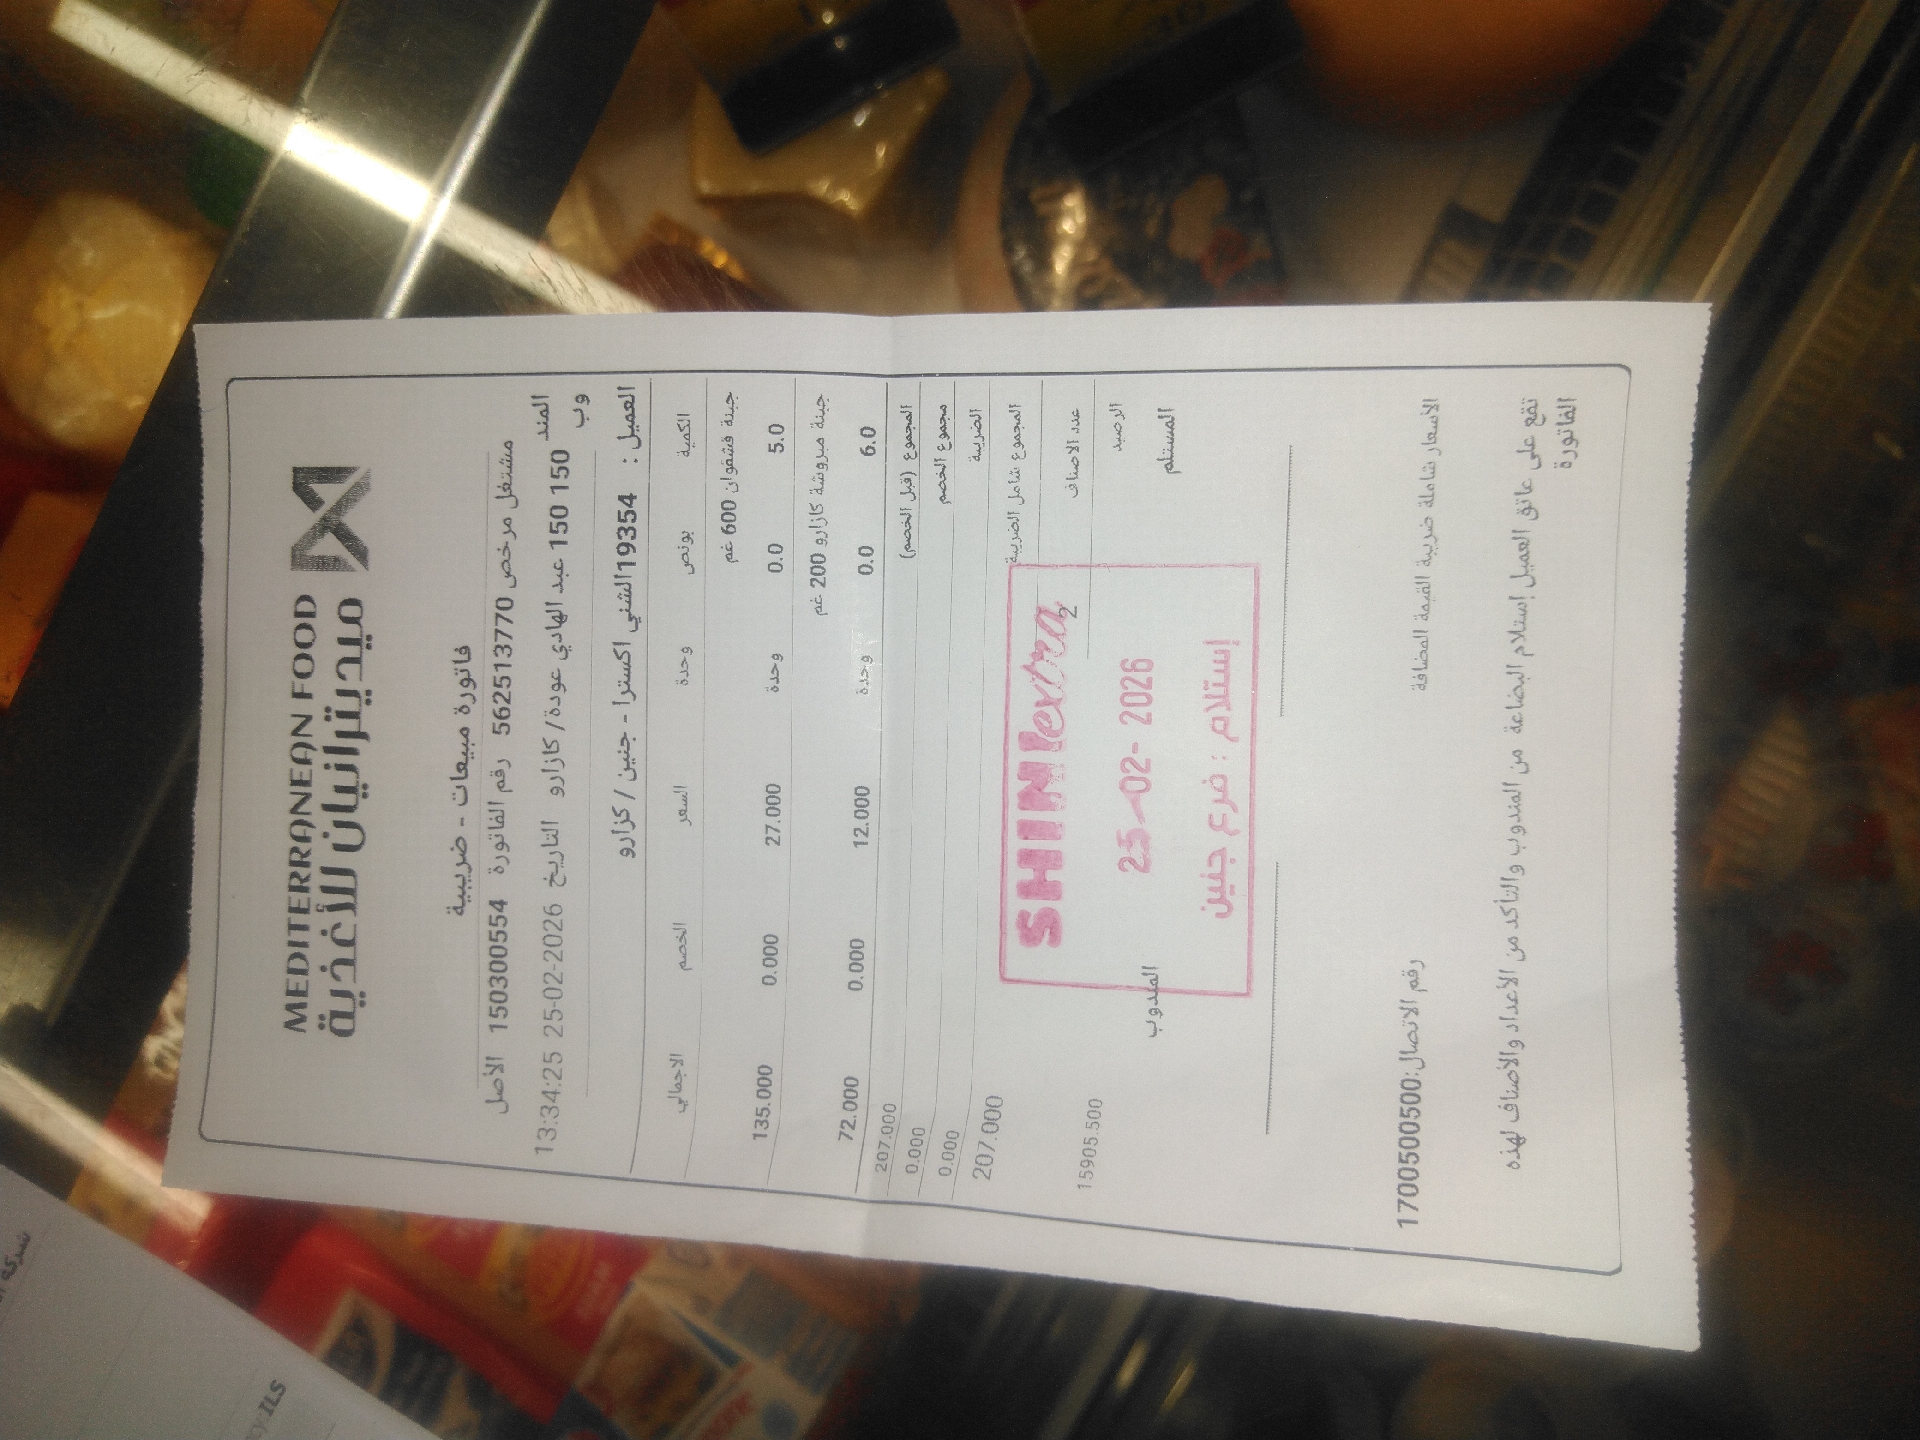 MEDITERRANEAN FOOD
ميديترانيان للأغذية
فاتورة مبيعات - ضريبية
مشتغل مرخص 562513770 رقم الفاتورة 150300554 الأصل
المندوب 150 150 عبد الهادي عودة/ كازارو التاريخ 2026-02-25 13:34:25
العميل : 19354الشني اكسترا - جنين / كزارو
الكمية بونص وحدة السعر الخصم الاجمالي
جبنة قشقوان 600 غم
5.0 0.0 وحدة 27.000 0.000 135.000
جبنة مبروشة كازارو 200 غم
6.0 0.0 وحدة 12.000 0.000 72.000
المجموع (قبل الخصم) 207.000
مجموع الخصم 0.000
الضريبة 0.000
المجموع شامل الضريبة 207.000
عدد الاصناف 2
الرصيد 15905.500
المستلم المندوب
SHINI extra
25-02-2026
إستلام : فرع جنين
الأسعار شاملة ضريبة القيمة المضافة رقم الاتصال:1700500500
تقع على عاتق العميل إستلام البضاعة من المندوب والتأكد من الأعداد والأصناف لهذه
الفاتورة
شركة
ILS